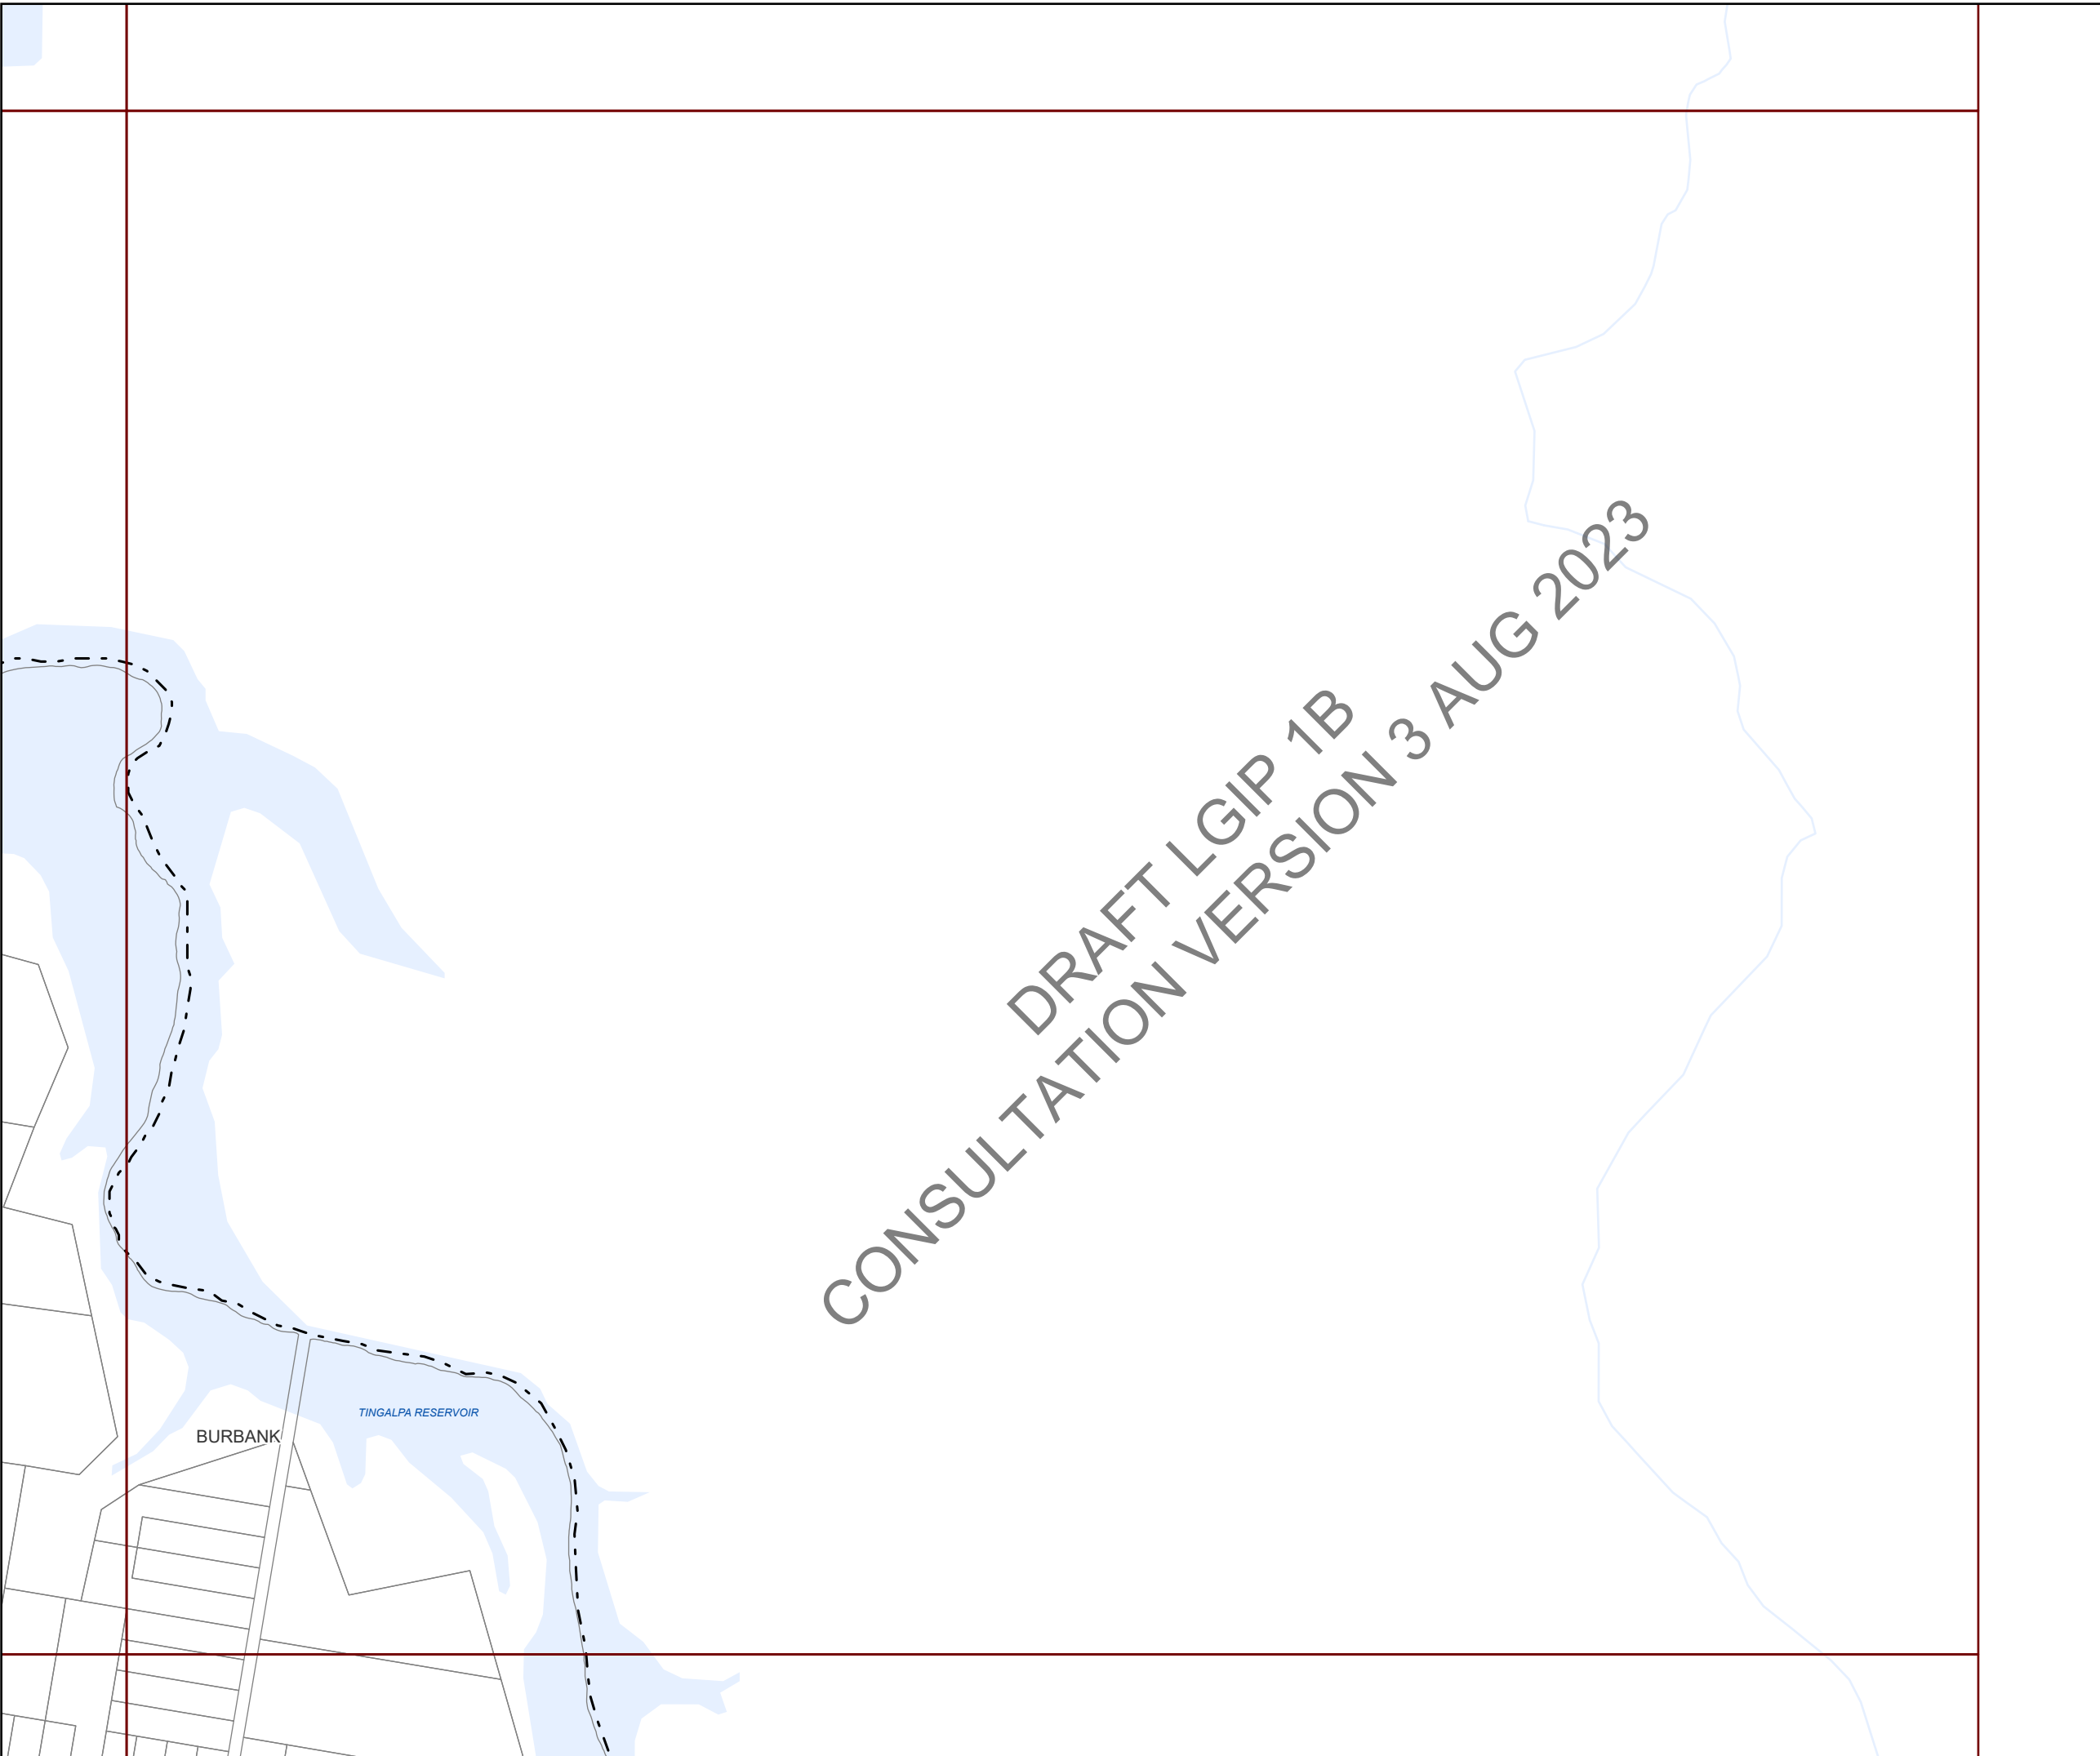 DRAFT LGIP 1B
CONSULTATION VERSION 3 AUG 2023
TINGALPA RESERVOIR
BURBANK